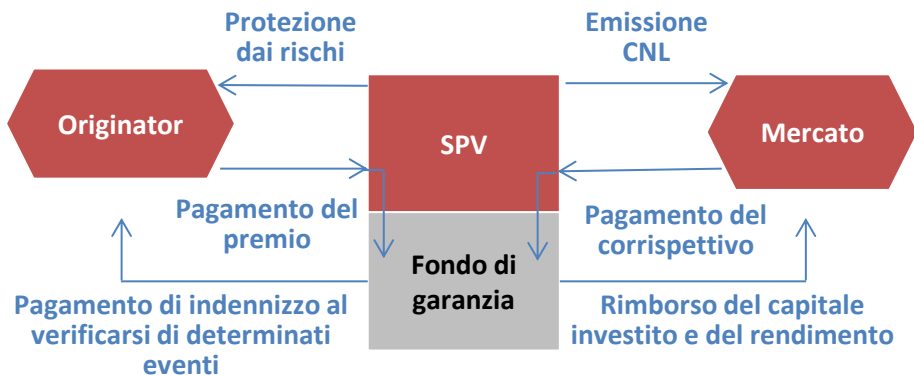 Protezione
dai rischi
Emissione
CNL
Originator
SPV
Mercato
Pagamento del
premio
Pagamento del
corrispettivo
Fondo di
garanzia
Pagamento di indennizzo al
verificarsi di determinati
eventi
Rimborso del capitale
investito e del rendimento